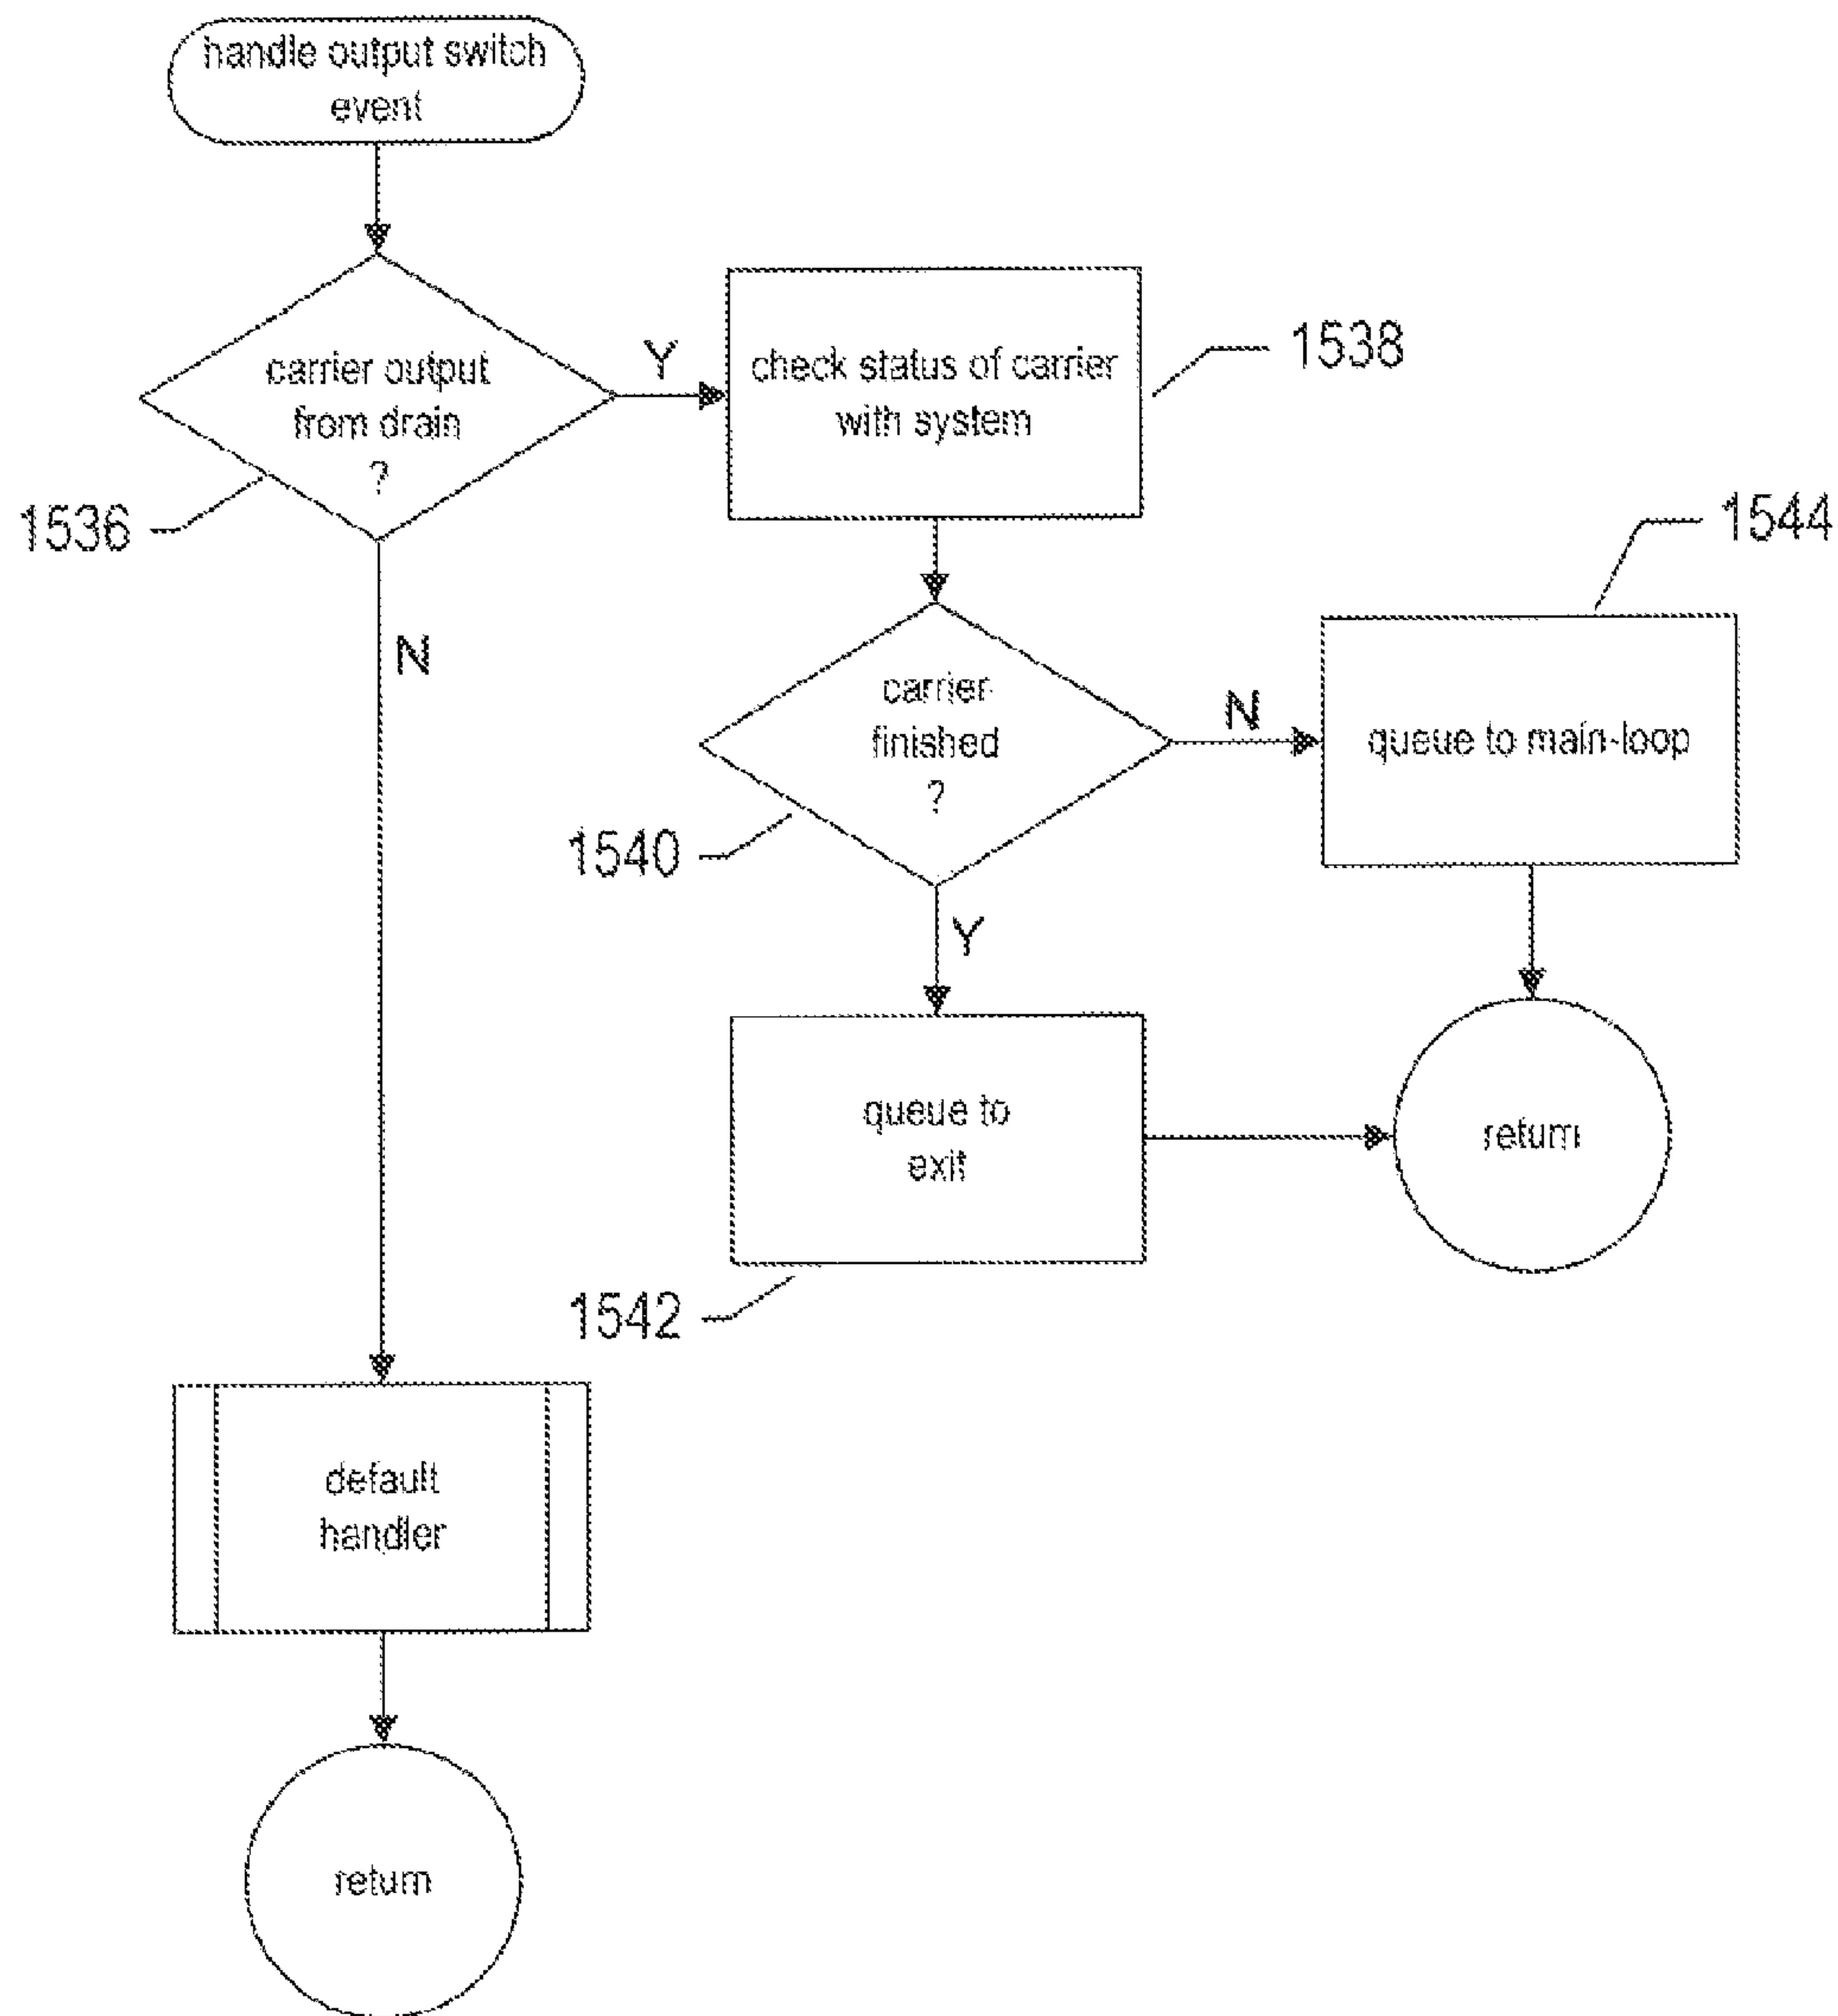 handle output switch
event
carrier output
from drain
?
1536
Y
check status of carrier
with system
1538
N
carrier
finished
?
1540
N
queue to main-loop
1544
Y
queue to
exit
1542
return
default
handler
return